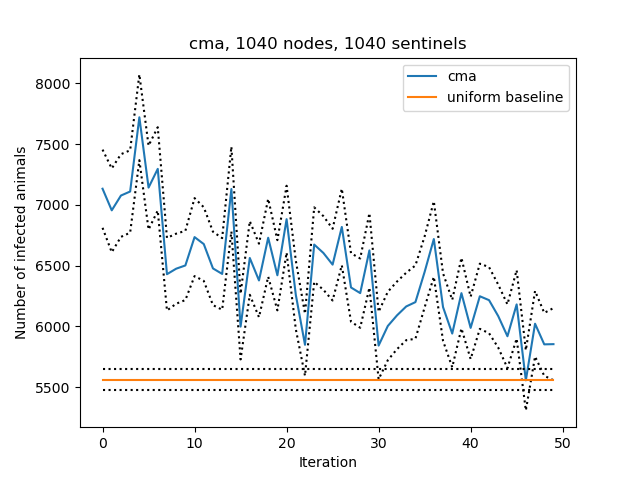 cma, 1040 nodes, 1040 sentinels
cma
uniform baseline
Number of infected animals
8000
7500
7000
6500
6000
5500
0 10 20 30 40 50
Iteration